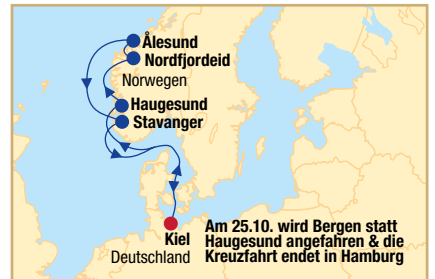 Ålesund
Nordfjordeid
Norwegen
Haugesund
Stavanger
Kiel
Deutschland
Am 25.10. wird Bergen statt
Haugesund angefahren & die
Kreuzfahrt endet in Hamburg